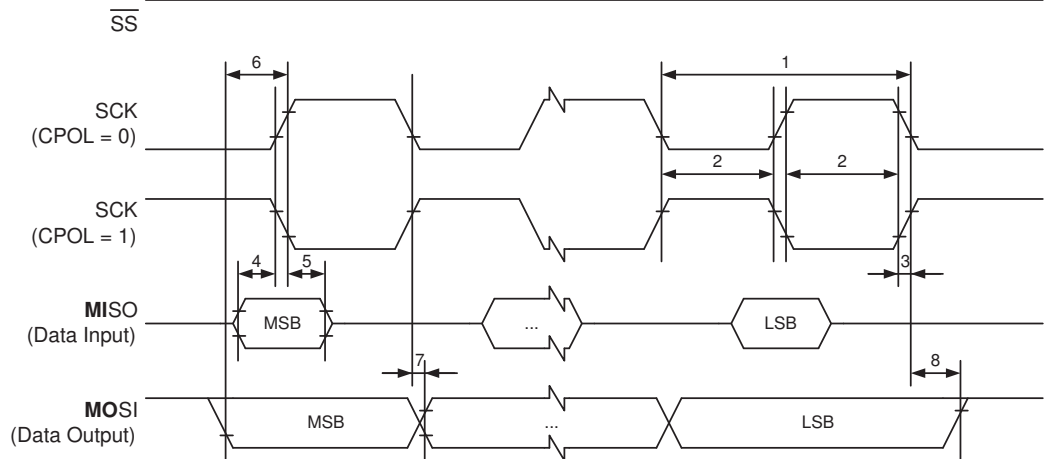 SS
6
1
SCK
(CPOL = 0)
2
2
SCK
(CPOL = 1)
4
5
3
MISO
(Data Input)
MSB
...
LSB
7
8
MOSI
(Data Output)
MSB
...
LSB